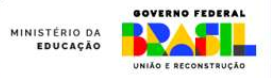 MINISTÉRIO DA
EDUCAÇÃO
GOVERNO FEDERAL
BRASIL
UNIÃO E RECONSTRUÇÃO